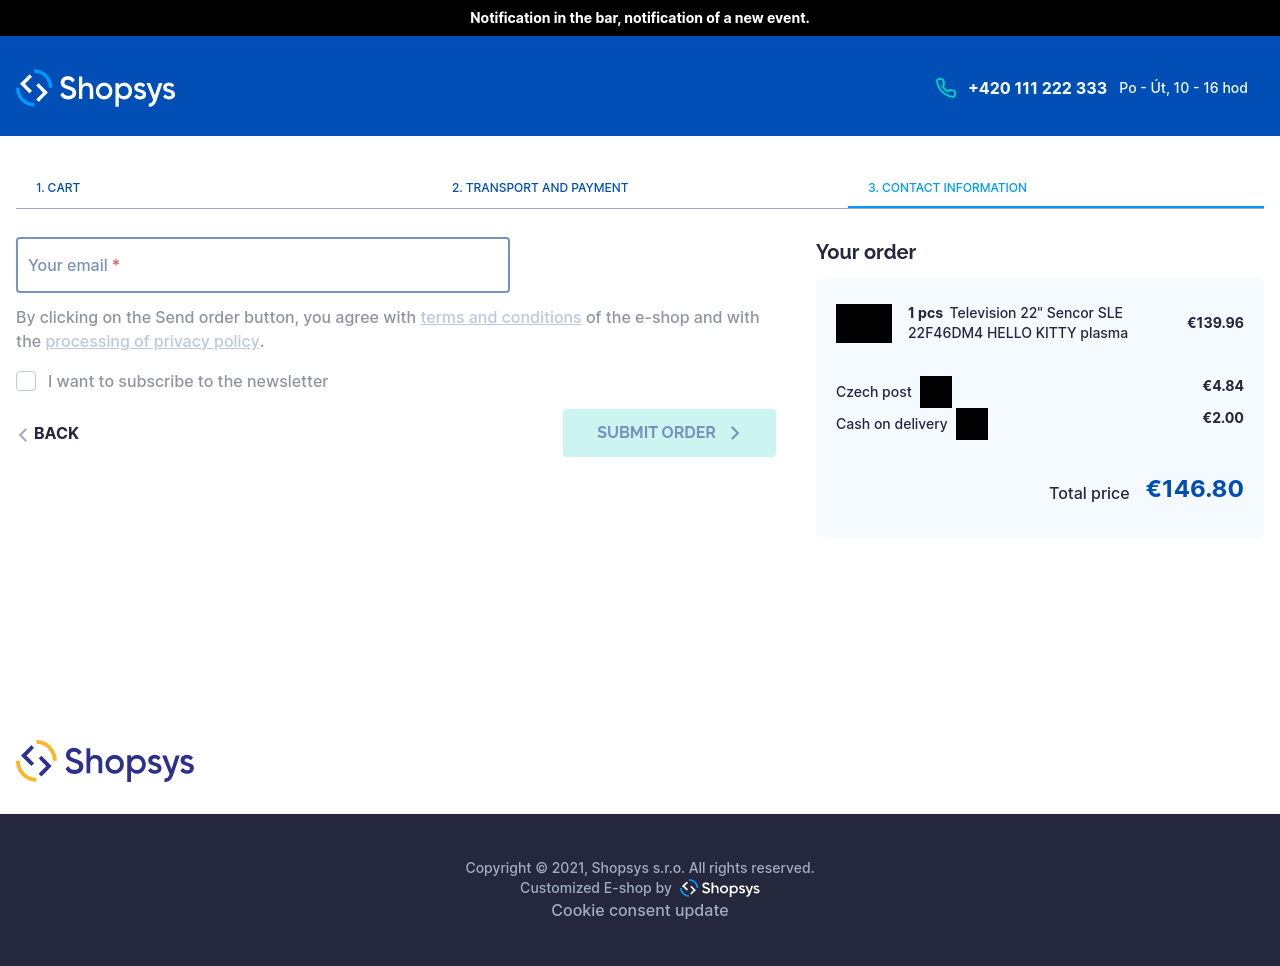 Notification in the bar, notification of a new event.
Shopsys
+420 111 222 333 Po - Út, 10 - 16 hod
1. CART
2. TRANSPORT AND PAYMENT
3. CONTACT INFORMATION
Your email *
By clicking on the Send order button, you agree with terms and conditions of the e-shop and with
the processing of privacy policy.
I want to subscribe to the newsletter
BACK
SUBMIT ORDER
Your order
1 pcs Television 22" Sencor SLE
22F46DM4 HELLO KITTY plasma
€139.96
Czech post
€4.84
Cash on delivery
€2.00
Total price €146.80
Shopsys
Copyright © 2021, Shopsys s.r.o. All rights reserved.
Customized E-shop by Shopsys
Cookie consent update